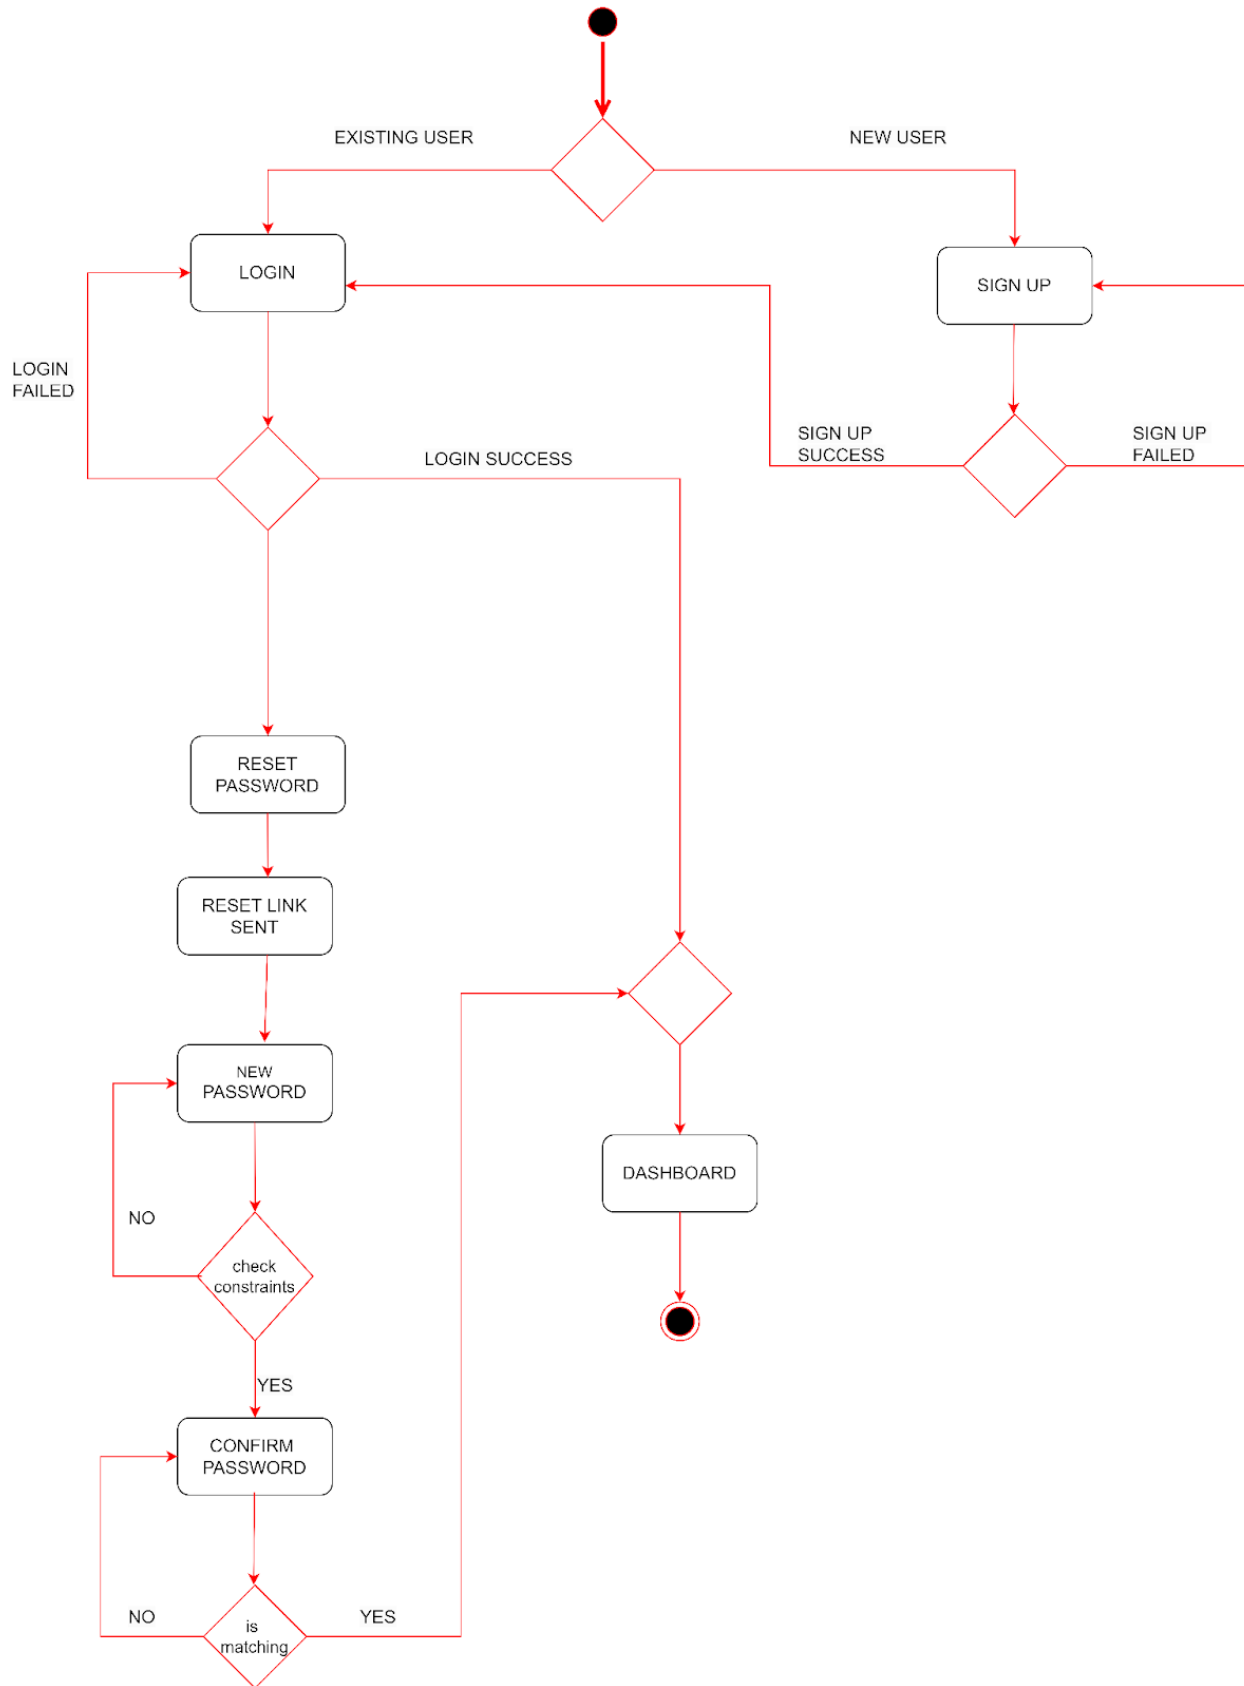 EXISTING USER
NEW USER
LOGIN
SIGN UP
LOGIN
FAILED
LOGIN SUCCESS
SIGN UP
SUCCESS
SIGN UP
FAILED
RESET
PASSWORD
RESET LINK
SENT
NEW
PASSWORD
DASHBOARD
NO
check
constraints
YES
CONFIRM
PASSWORD
NO
YES
is
matching